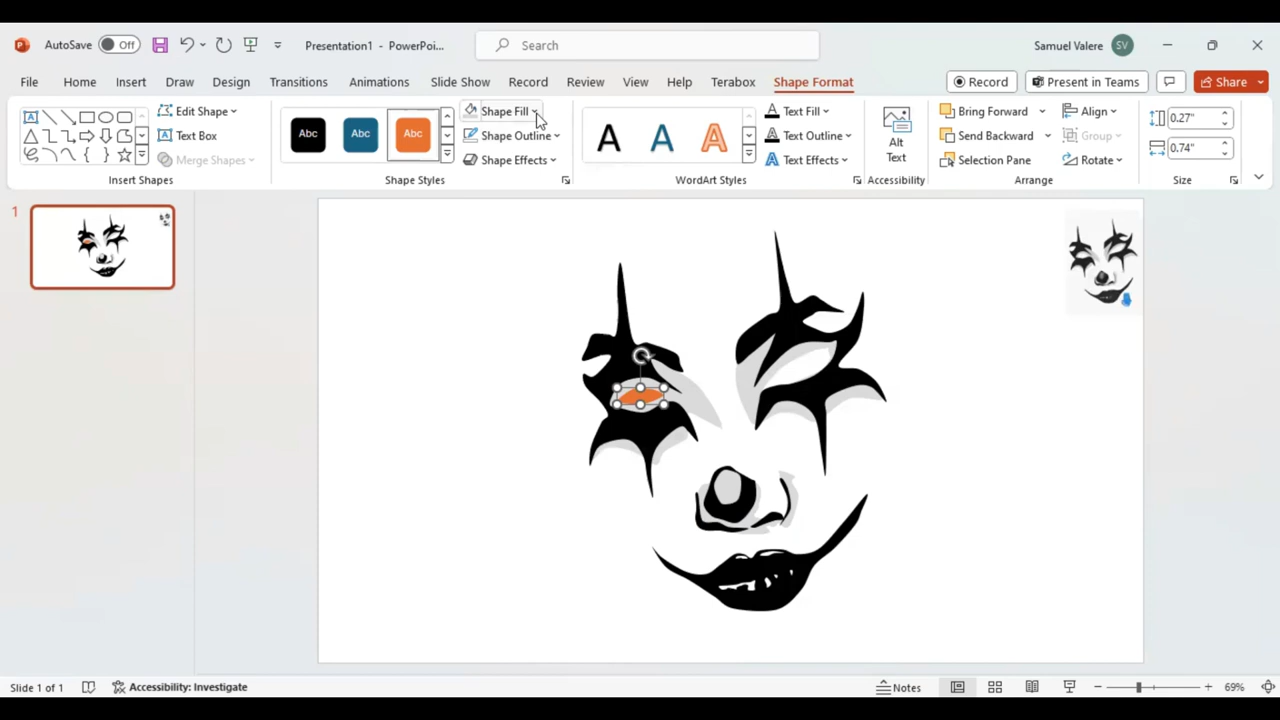 AutoSave Off Presentation1 - PowerPoi... Search Samuel Valere SV
File Home Insert Draw Design Transitions Animations Slide Show Record Review View Help Terabox Shape Format Record Present in Teams Share
Edit Shape Abc Abc Abc Shape Fill A A A Text Fill Bring Forward Align 0.27"
Text Box Shape Outline Text Outline Alt Text Send Backward Group 0.74"
Merge Shapes Shape Effects Text Effects Selection Pane Rotate
Insert Shapes Shape Styles WordArt Styles Accessibility Arrange Size
1
Slide 1 of 1 Accessibility: Investigate Notes 69%